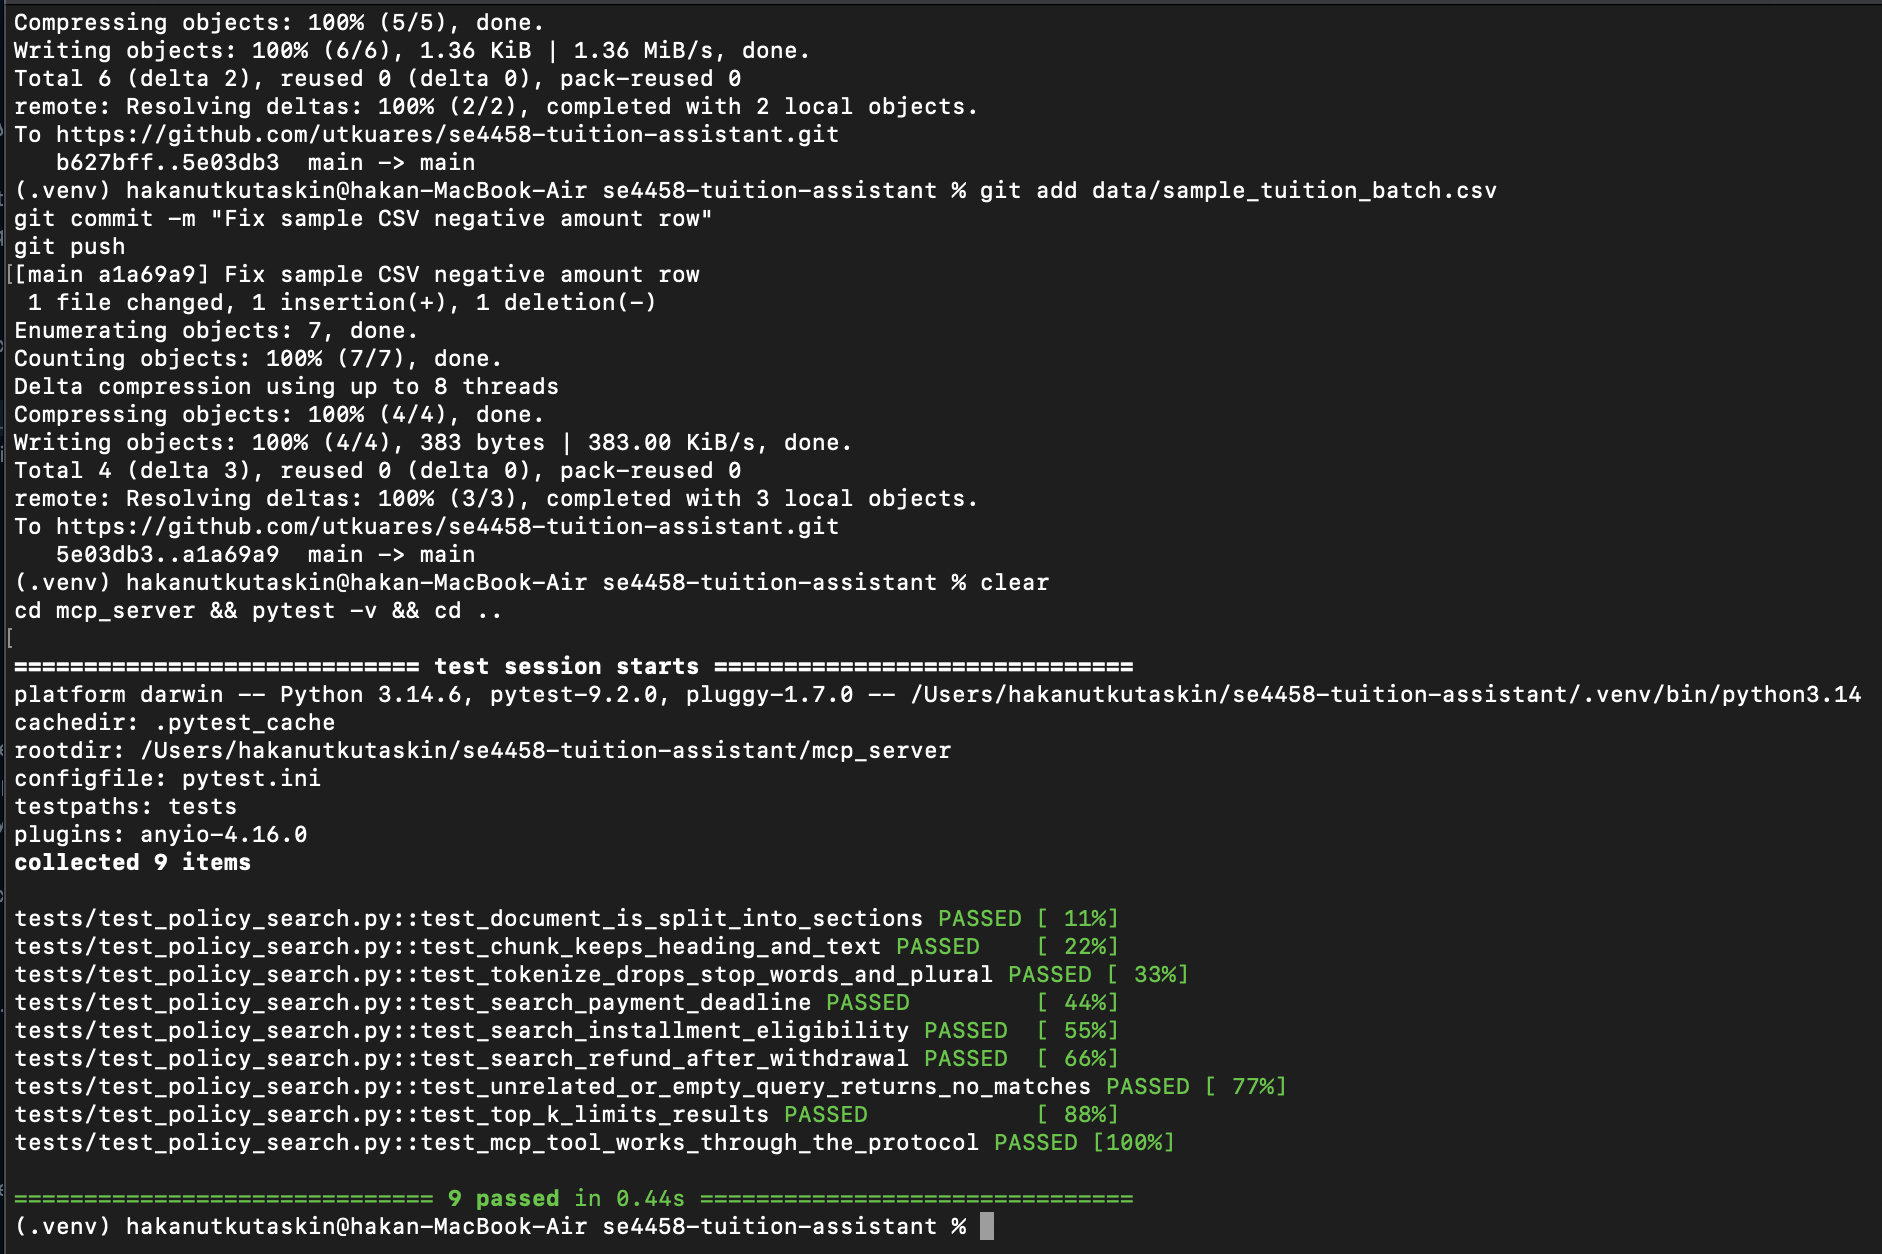 Compressing objects: 100% (5/5), done.
Writing objects: 100% (6/6), 1.36 KiB | 1.36 MiB/s, done.
Total 6 (delta 2), reused 0 (delta 0), pack-reused 0
remote: Resolving deltas: 100% (2/2), completed with 2 local objects.
To https://github.com/utkuares/se4458-tuition-assistant.git
   b627bff..5e03db3  main -> main
(.venv) hakanutkutaskin@hakan-MacBook-Air se4458-tuition-assistant % git add data/sample_tuition_batch.csv
git commit -m "Fix sample CSV negative amount row"
git push
[[main a1a69a9] Fix sample CSV negative amount row
 1 file changed, 1 insertion(+), 1 deletion(-)
Enumerating objects: 7, done.
Counting objects: 100% (7/7), done.
Delta compression using up to 8 threads
Compressing objects: 100% (4/4), done.
Writing objects: 100% (4/4), 383 bytes | 383.00 KiB/s, done.
Total 4 (delta 3), reused 0 (delta 0), pack-reused 0
remote: Resolving deltas: 100% (3/3), completed with 3 local objects.
To https://github.com/utkuares/se4458-tuition-assistant.git
   5e03db3..a1a69a9  main -> main
(.venv) hakanutkutaskin@hakan-MacBook-Air se4458-tuition-assistant % clear
cd mcp_server && pytest -v && cd ..
[
============================= test session starts ==============================
platform darwin -- Python 3.14.6, pytest-9.2.0, pluggy-1.7.0 -- /Users/hakanutkutaskin/se4458-tuition-assistant/.venv/bin/python3.14
cachedir: .pytest_cache
rootdir: /Users/hakanutkutaskin/se4458-tuition-assistant/mcp_server
configfile: pytest.ini
testpaths: tests
plugins: anyio-4.16.0
collected 9 items

tests/test_policy_search.py::test_document_is_split_into_sections PASSED [ 11%]
tests/test_policy_search.py::test_chunk_keeps_heading_and_text PASSED    [ 22%]
tests/test_policy_search.py::test_tokenize_drops_stop_words_and_plural PASSED [ 33%]
tests/test_policy_search.py::test_search_payment_deadline PASSED         [ 44%]
tests/test_policy_search.py::test_search_installment_eligibility PASSED  [ 55%]
tests/test_policy_search.py::test_search_refund_after_withdrawal PASSED  [ 66%]
tests/test_policy_search.py::test_unrelated_or_empty_query_returns_no_matches PASSED [ 77%]
tests/test_policy_search.py::test_top_k_limits_results PASSED            [ 88%]
tests/test_policy_search.py::test_mcp_tool_works_through_the_protocol PASSED [100%]

============================== 9 passed in 0.44s ===============================
(.venv) hakanutkutaskin@hakan-MacBook-Air se4458-tuition-assistant %